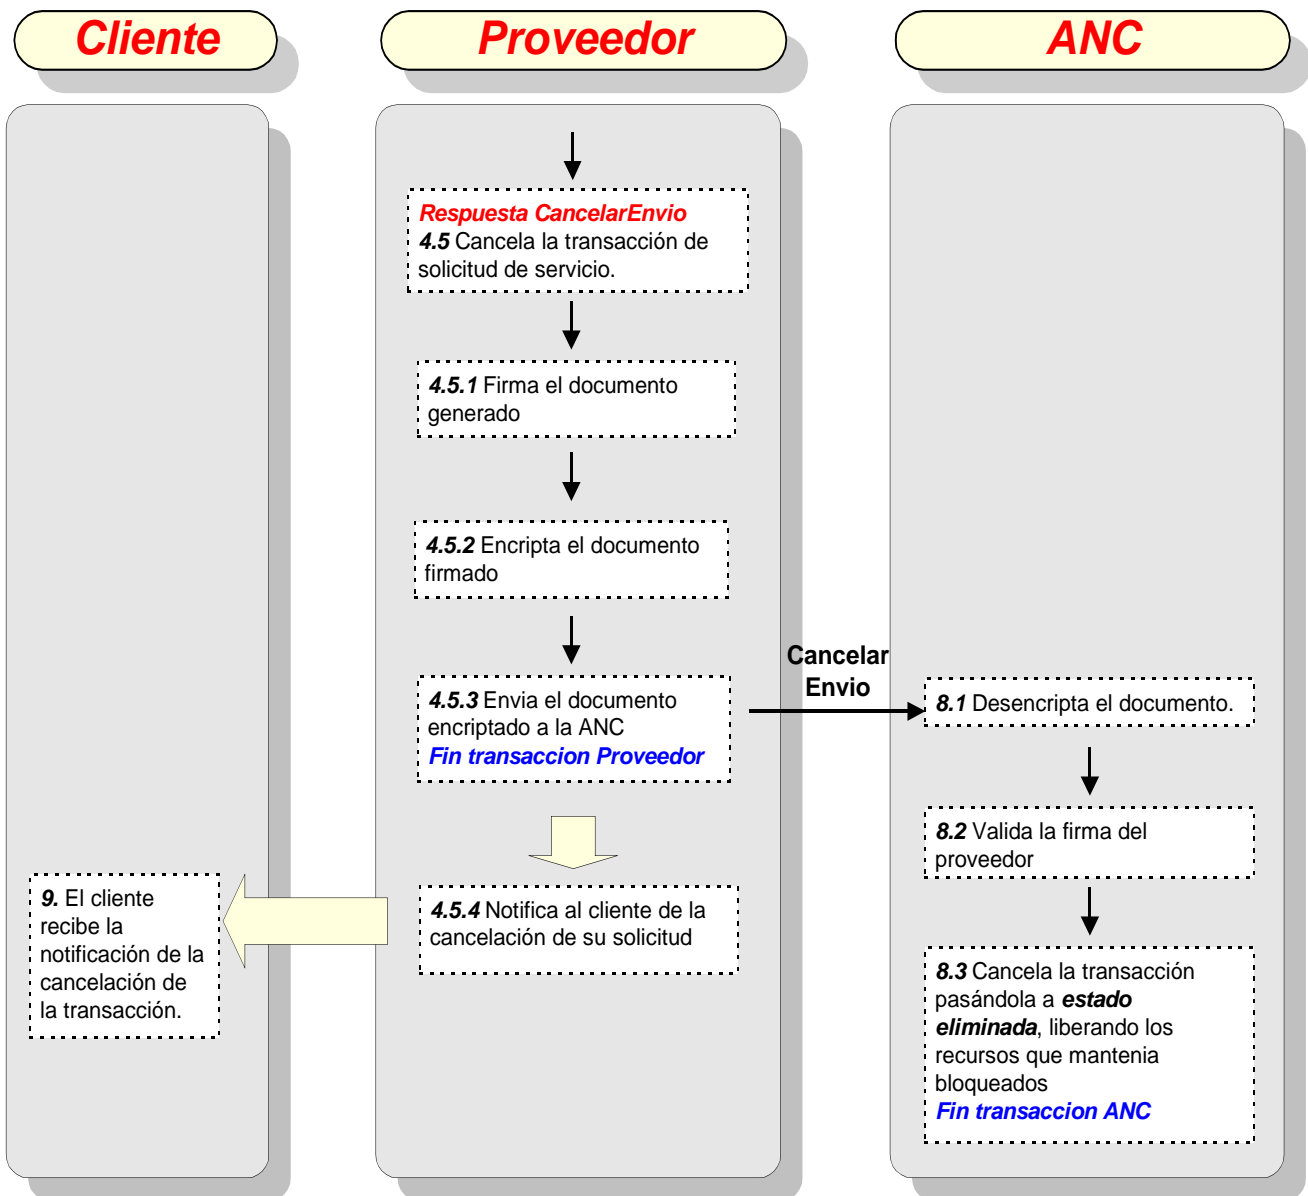 Cliente
Proveedor
ANC
Respuesta CancelarEnvio
4.5 Cancela la transacción de
solicitud de servicio.
4.5.1 Firma el documento
generado
4.5.2 Encripta el documento
firmado
4.5.3 Envia el documento
encriptado a la ANC
Fin transaccion Proveedor
Cancelar
Envio
8.1 Desencripta el documento.
8.2 Valida la firma del
proveedor
4.5.4 Notifica al cliente de la
cancelación de su solicitud
9. El cliente
recibe la
notificación de la
cancelación de
la transacción.
8.3 Cancela la transacción
pasándola a estado
eliminada, liberando los
recursos que mantenia
bloqueados
Fin transaccion ANC